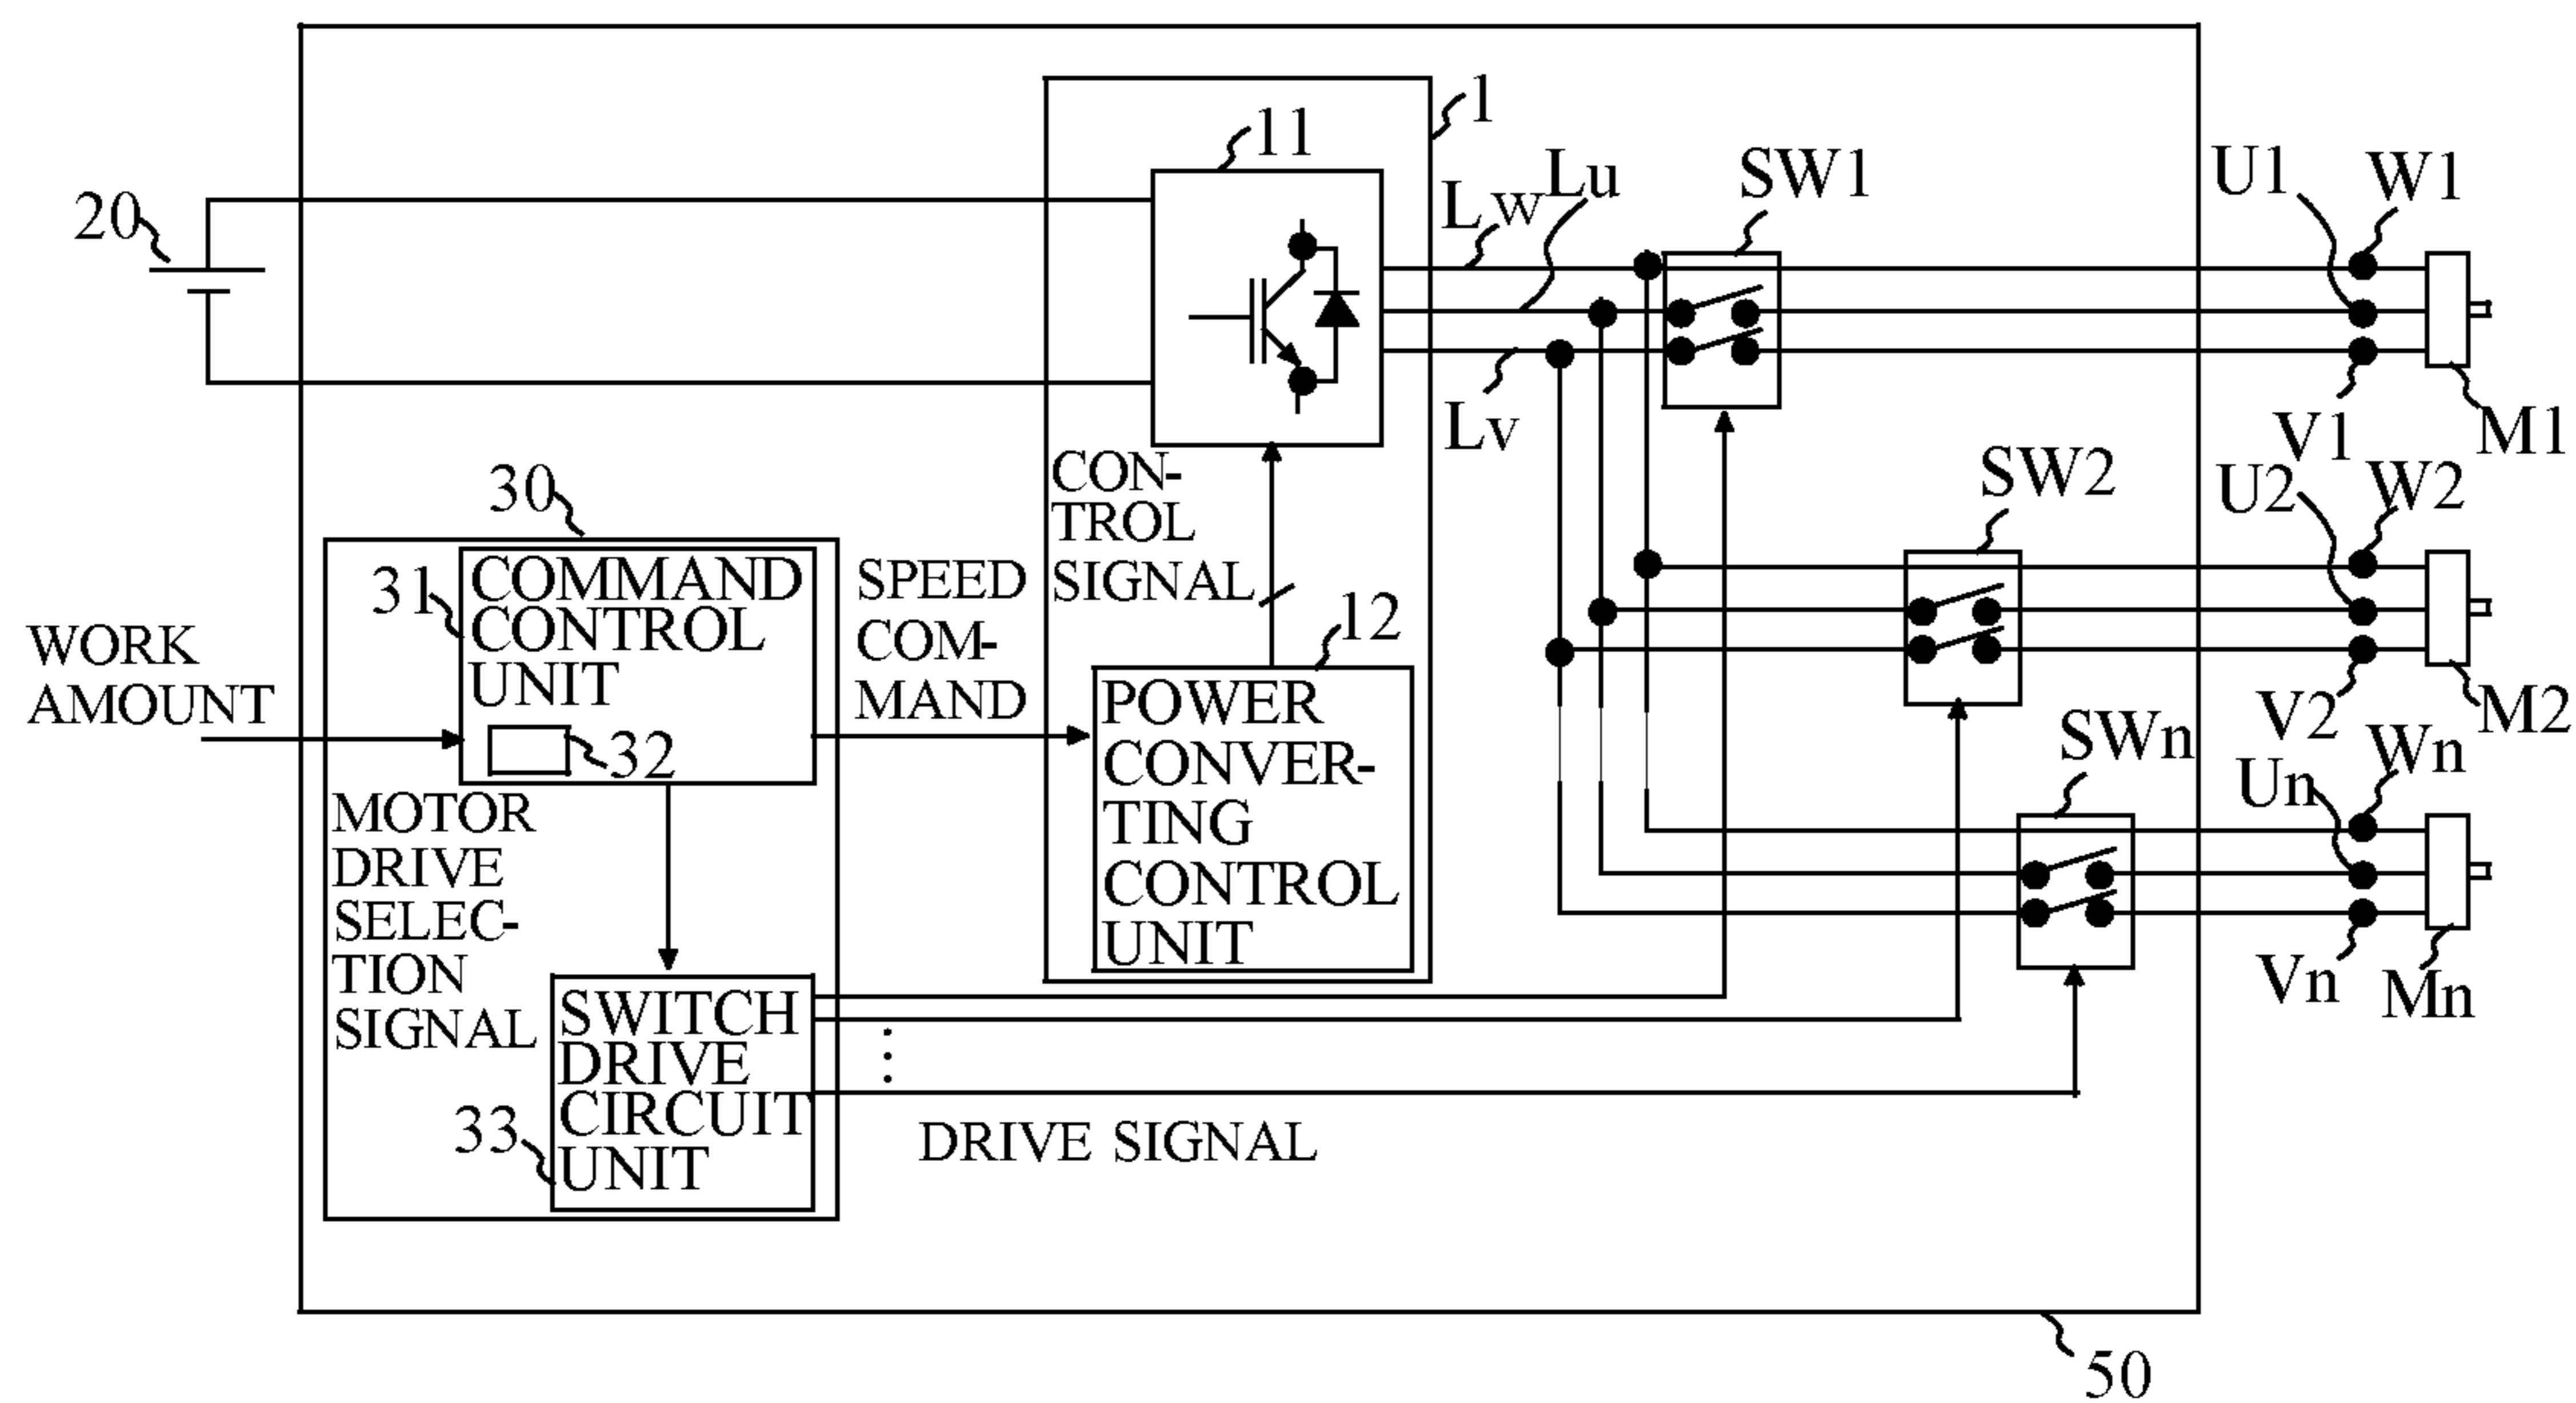 1
11
Lw
Lu
SW1
U1
W1
20
Lv
V1
M1
CON-
TROL
SIGNAL
30
SW2
U2
W2
31
COMMAND
CONTROL
UNIT
32
SPEED
COM-
MAND
12
WORK
AMOUNT
POWER
CONVER-
TING
CONTROL
UNIT
V2
M2
SWn
Un
Wn
MOTOR
DRIVE
SELEC-
TION
SIGNAL
Vn
Mn
SWITCH
DRIVE
CIRCUIT
UNIT
33
DRIVE SIGNAL
50